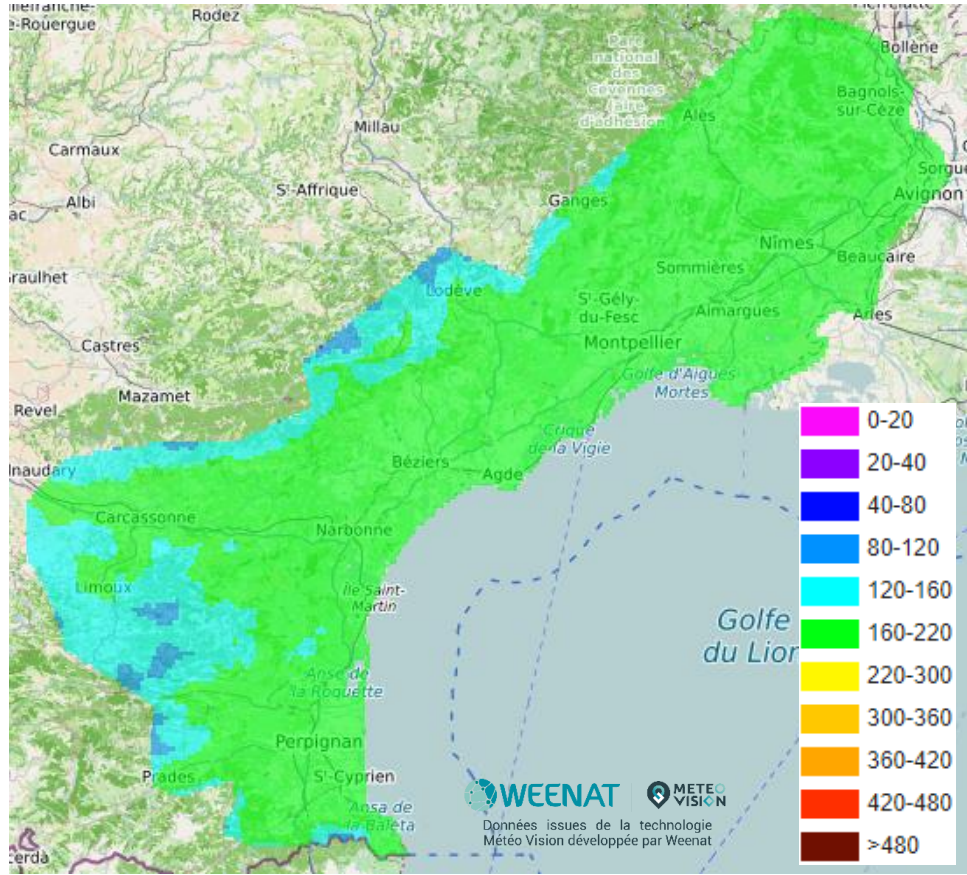 Villefranche-
de-Rouergue
Rodez
Pierrelatte
Bollène
Parc
national
des
Cévennes
(aire
d'adhésion)
Bagnols-
sur-Cèze
Alès
Millau
Carmaux
Sorgue
Sᵗ-Affrique
Albi
Ganges
Avignon
Nîmes
Beaucaire
Graulhet
Sommières
Lodève
Sᵗ-Gély-
du-Fesc
Aimargues
Arles
Castres
Montpellier
Golfe d'Aigues
Mortes
Mazamet
Revel
Crique
de la Vigie
Béziers
Agde
lnaudary
Carcassonne
Narbonne
Limoux
Île Saint-
Martin
Golfe
du Lion
Anse de
la Roquette
Perpignan
Prades
Sᵗ-Cyprien
Ansa de
la Baleta
cerdà
0-20
20-40
40-80
80-120
120-160
160-220
220-300
300-360
360-420
420-480
>480
WEENAT
METEO
VISION
Données issues de la technologie
Météo Vision développée par Weenat